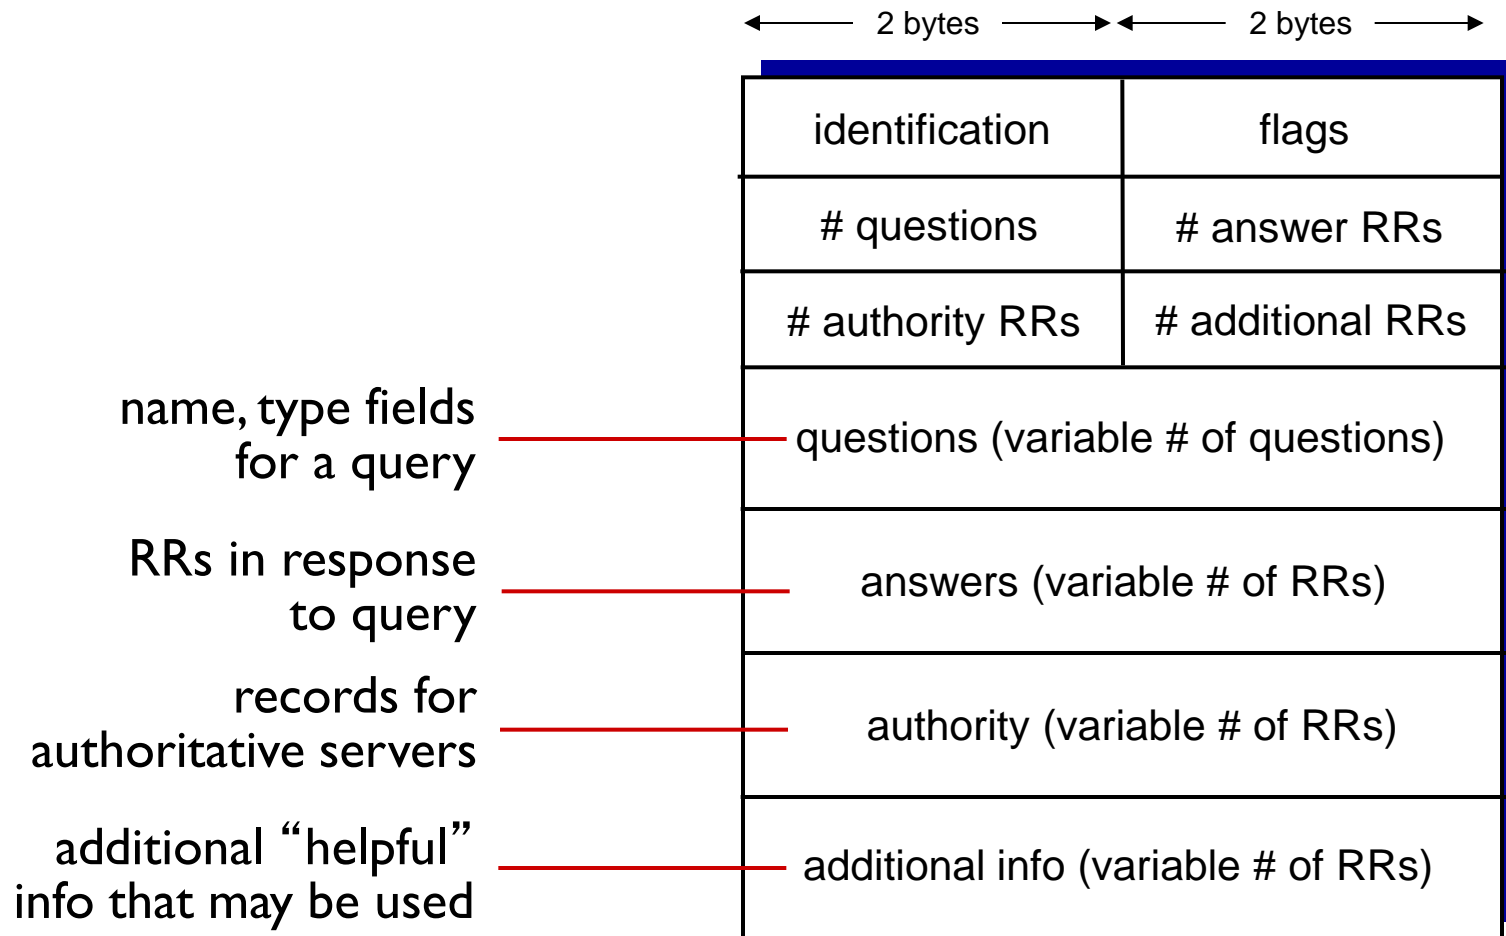 2 bytes 2 bytes
identification flags
# questions # answer RRs
# authority RRs # additional RRs
name, type fields
for a query
questions (variable # of questions)
RRs in response
to query
answers (variable # of RRs)
records for
authoritative servers
authority (variable # of RRs)
additional “helpful”
info that may be used
additional info (variable # of RRs)